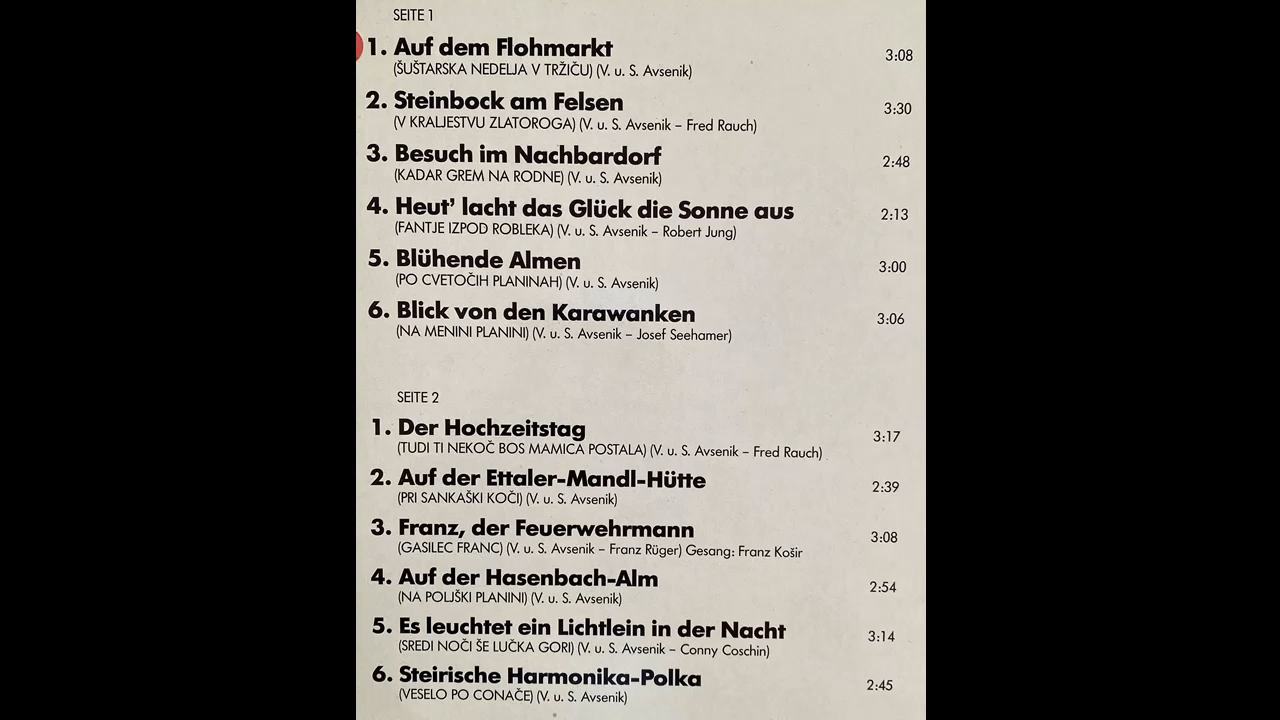 SEITE 1
1. Auf dem Flohmarkt 3:08
(ŠUŠTARSKA NEDELJA V TRŽIČU) (V. u. S. Avsenik)
2. Steinbock am Felsen 3:30
(V KRALJESTVU ZLATOROGA) (V. u. S. Avsenik – Fred Rauch)
3. Besuch im Nachbardorf 2:48
(KADAR GREM NA RODNE) (V. u. S. Avsenik)
4. Heut' lacht das Glück die Sonne aus 2:13
(FANTJE IZPOD ROBLEKA) (V. u. S. Avsenik – Robert Jung)
5. Blühende Almen 3:00
(PO CVETOČIH PLANINAH) (V. u. S. Avsenik)
6. Blick von den Karawanken 3:06
(NA MENINI PLANINI) (V. u. S. Avsenik – Josef Seehamer)
SEITE 2
1. Der Hochzeitstag 3:17
(TUDI TI NEKOČ BOS MAMICA POSTALA) (V. u. S. Avsenik – Fred Rauch)
2. Auf der Ettaler-Mandl-Hütte 2:39
(PRI SANKAŠKI KOČI) (V. u. S. Avsenik)
3. Franz, der Feuerwehrmann 3:08
(GASILEC FRANC) (V. u. S. Avsenik – Franz Rüger) Gesang: Franz Košir
4. Auf der Hasenbach-Alm 2:54
(NA POLJŠKI PLANINI) (V. u. S. Avsenik)
5. Es leuchtet ein Lichtlein in der Nacht 3:14
(SREDI NOČI ŠE LUČKA GORI) (V. u. S. Avsenik – Conny Coschin)
6. Steirische Harmonika-Polka 2:45
(VESELO PO CONAČE) (V. u. S. Avsenik)